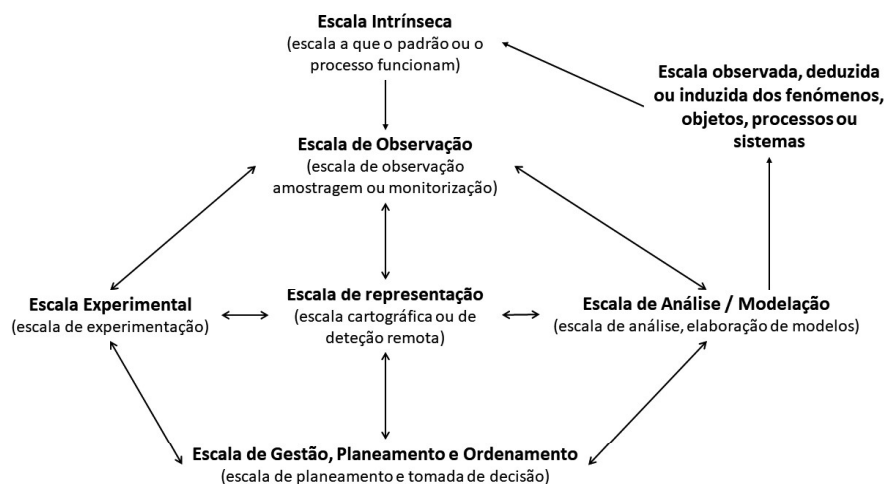 Escala Intrínseca
(escala a que o padrão ou o
processo funcionam)
Escala observada, deduzida
ou induzida dos fenómenos,
objetos, processos ou
sistemas
Escala de Observação
(escala de observação
amostragem ou monitorização)
Escala Experimental
(escala de experimentação)
Escala de representação
(escala cartográfica ou de
deteção remota)
Escala de Análise / Modelação
(escala de análise, elaboração de modelos)
Escala de Gestão, Planeamento e Ordenamento
(escala de planeamento e tomada de decisão)